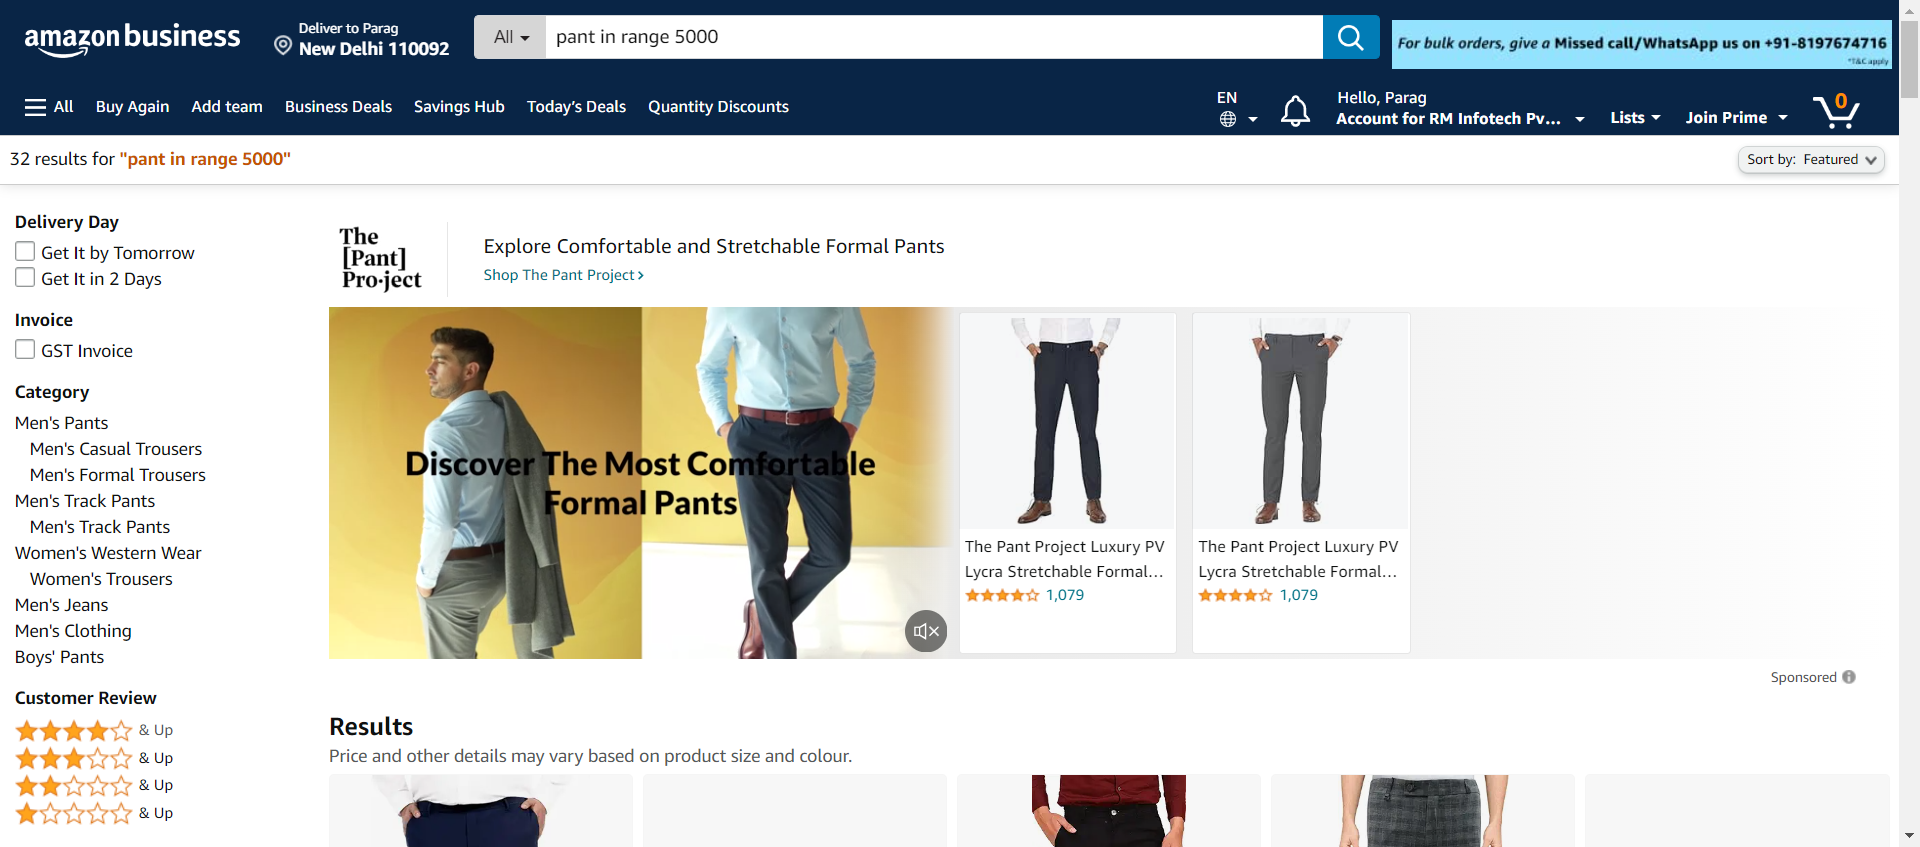 amazon business
Deliver to Parag
New Delhi 110092
All
pant in range 5000
For bulk orders, give a Missed call/WhatsApp us on +91-8197674716
*T&C apply
All
Buy Again
Add team
Business Deals
Savings Hub
Today's Deals
Quantity Discounts
EN
Hello, Parag
Account for RM Infotech Pv...
Lists
Join Prime
0
32 results for "pant in range 5000"
Sort by: Featured
Delivery Day
Get It by Tomorrow
Get It in 2 Days
Invoice
GST Invoice
Category
Men's Pants
Men's Casual Trousers
Men's Formal Trousers
Men's Track Pants
Men's Track Pants
Women's Western Wear
Women's Trousers
Men's Jeans
Men's Clothing
Boys' Pants
Customer Review
& Up
& Up
& Up
& Up
The
[Pant]
Pro·ject
Explore Comfortable and Stretchable Formal Pants
Shop The Pant Project ›
Discover The Most Comfortable
Formal Pants
The Pant Project Luxury PV
Lycra Stretchable Formal...
1,079
The Pant Project Luxury PV
Lycra Stretchable Formal...
1,079
Sponsored
Results
Price and other details may vary based on product size and colour.